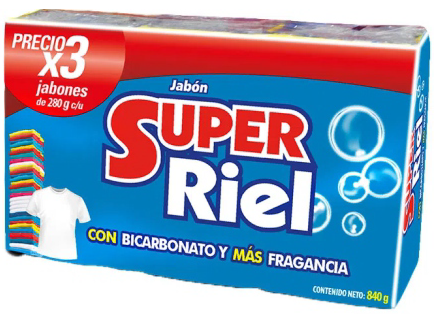 PRECIO
x3
jabones
de 280 g c/u
Jabón
SUPER
Riel
CON BICARBONATO Y MÁS FRAGANCIA
CONTENIDO NETO: 840 g